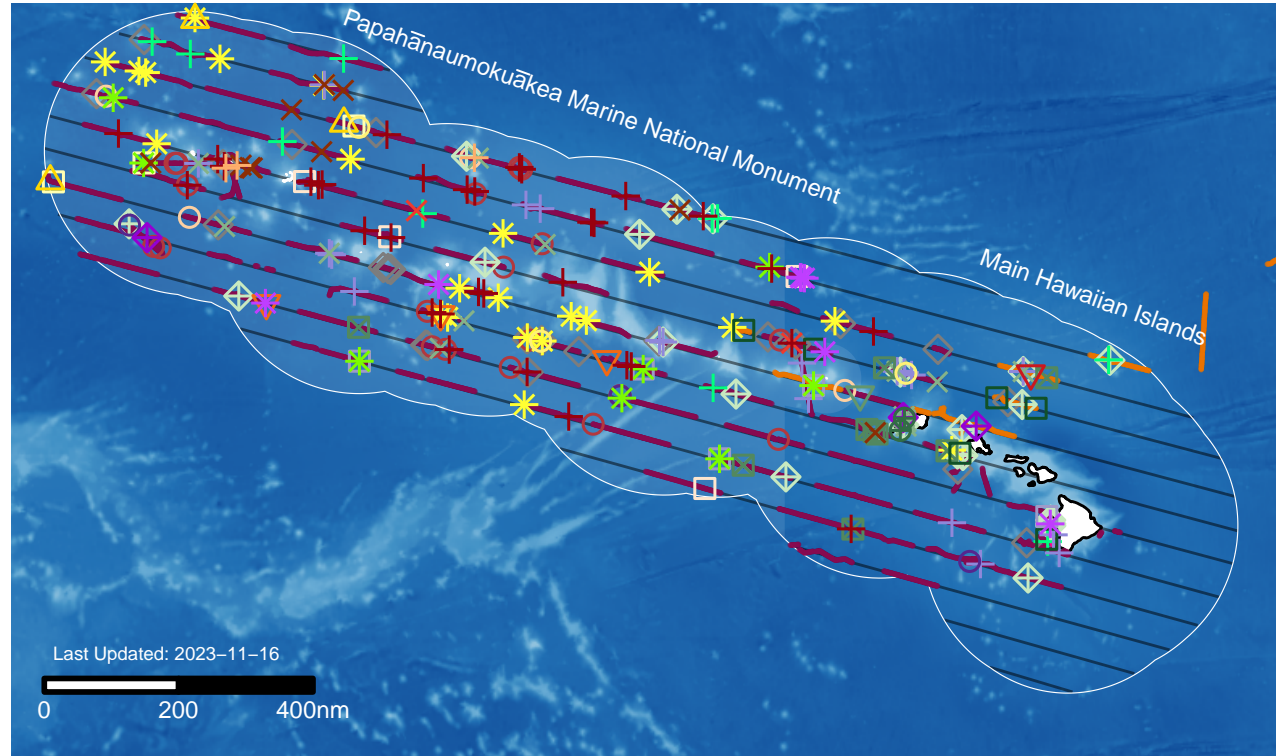 Papahānaumokuākea Marine National Monument
Main Hawaiian Islands
Last Updated: 2023−11−16
0 200 400nm